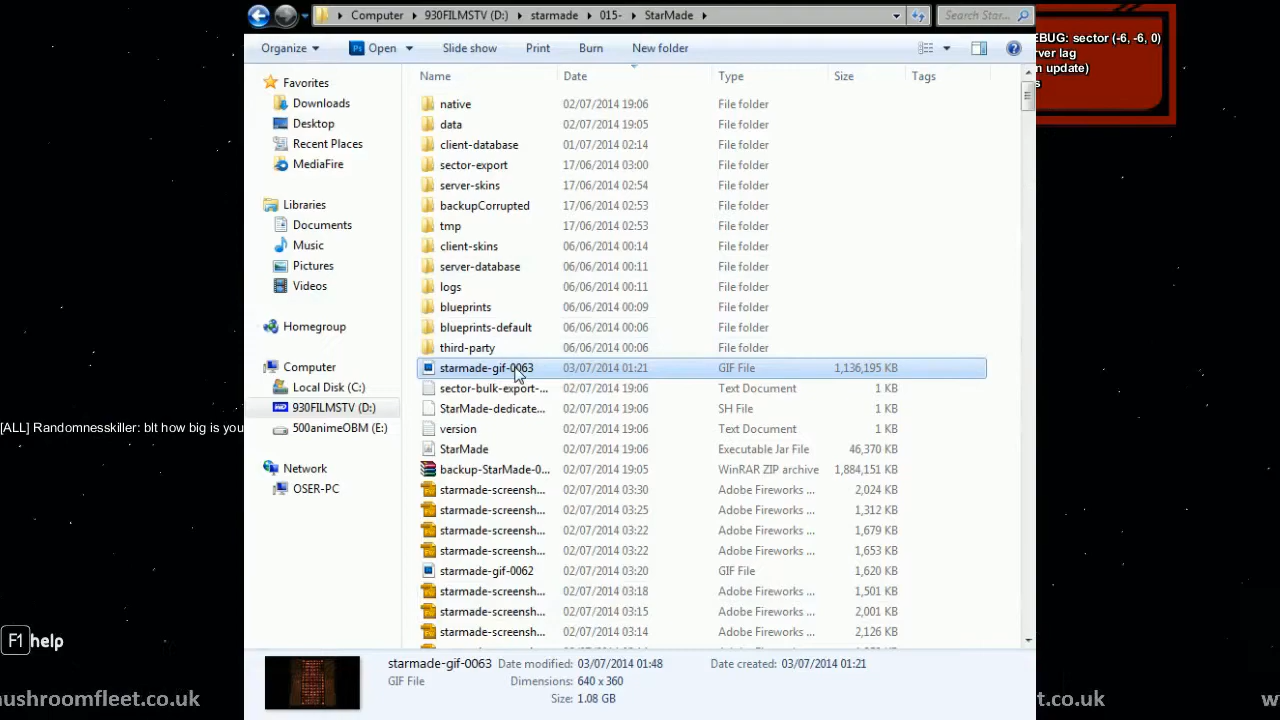 Computer 930FILMSTV (D:) starmade 015- StarMade Search Star...
Organize Open Slide show Print Burn New folder
Name Date Type Size Tags
Favorites
Downloads
Desktop
Recent Places
MediaFire
Libraries
Documents
Music
Pictures
Videos
Homegroup
Computer
Local Disk (C:)
930FILMSTV (D:)
500animeOBM (E:)
Network
OSER-PC
native 02/07/2014 19:06 File folder
data 02/07/2014 19:05 File folder
client-database 01/07/2014 02:14 File folder
sector-export 17/06/2014 03:00 File folder
server-skins 17/06/2014 02:54 File folder
backupCorrupted 17/06/2014 02:53 File folder
tmp 17/06/2014 02:53 File folder
client-skins 06/06/2014 00:14 File folder
server-database 06/06/2014 00:11 File folder
logs 06/06/2014 00:11 File folder
blueprints 06/06/2014 00:09 File folder
blueprints-default 06/06/2014 00:06 File folder
third-party 06/06/2014 00:06 File folder
starmade-gif-0063 03/07/2014 01:21 GIF File 1,136,195 KB
sector-bulk-export-... 02/07/2014 19:06 Text Document 1 KB
StarMade-dedicate... 02/07/2014 19:06 SH File 1 KB
version 02/07/2014 19:06 Text Document 1 KB
StarMade 02/07/2014 19:06 Executable Jar File 46,370 KB
backup-StarMade-0... 02/07/2014 19:05 WinRAR ZIP archive 1,884,151 KB
starmade-screensh... 02/07/2014 03:30 Adobe Fireworks ... 2,024 KB
starmade-screensh... 02/07/2014 03:25 Adobe Fireworks ... 1,312 KB
starmade-screensh... 02/07/2014 03:22 Adobe Fireworks ... 1,679 KB
starmade-screensh... 02/07/2014 03:22 Adobe Fireworks ... 1,653 KB
starmade-gif-0062 02/07/2014 03:20 GIF File 1,620 KB
starmade-screensh... 02/07/2014 03:18 Adobe Fireworks ... 1,501 KB
starmade-screensh... 02/07/2014 03:15 Adobe Fireworks ... 2,001 KB
starmade-screensh... 02/07/2014 03:14 Adobe Fireworks ... 2,126 KB
starmade-gif-0063 Date modified: 03/07/2014 01:48 Date created: 03/07/2014 01:21
GIF File Dimensions: 640 x 360
Size: 1.08 GB
EBUG: sector (-6, -6, 0)
rver lag
n update)
s
[ALL] Randomnesskiller: blt how big is you
F1 help
ushroomfleet.co.uk
k.co.uk
w